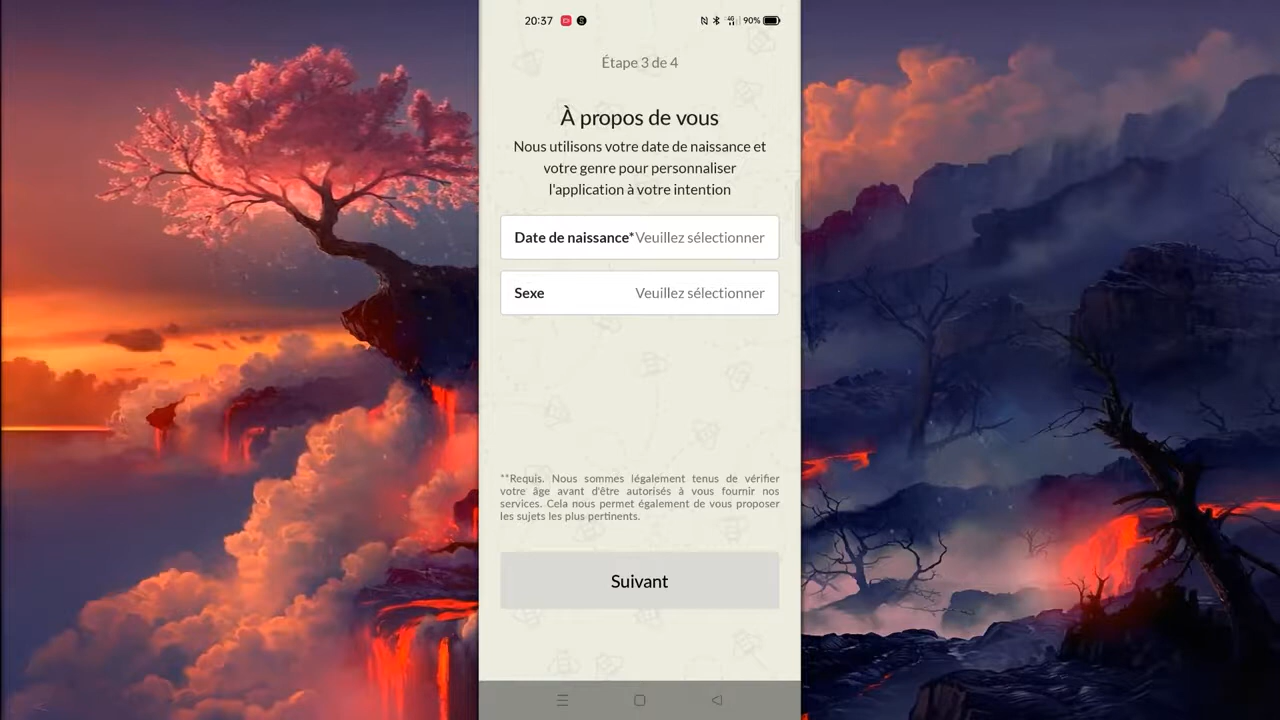 20:37
90%
Étape 3 de 4
À propos de vous
Nous utilisons votre date de naissance et
votre genre pour personnaliser
l'application à votre intention
Date de naissance* Veuillez sélectionner
Sexe Veuillez sélectionner
**Requis. Nous sommes légalement tenus de vérifier
votre âge avant d'être autorisés à vous fournir nos
services. Cela nous permet également de vous proposer
les sujets les plus pertinents.
Suivant